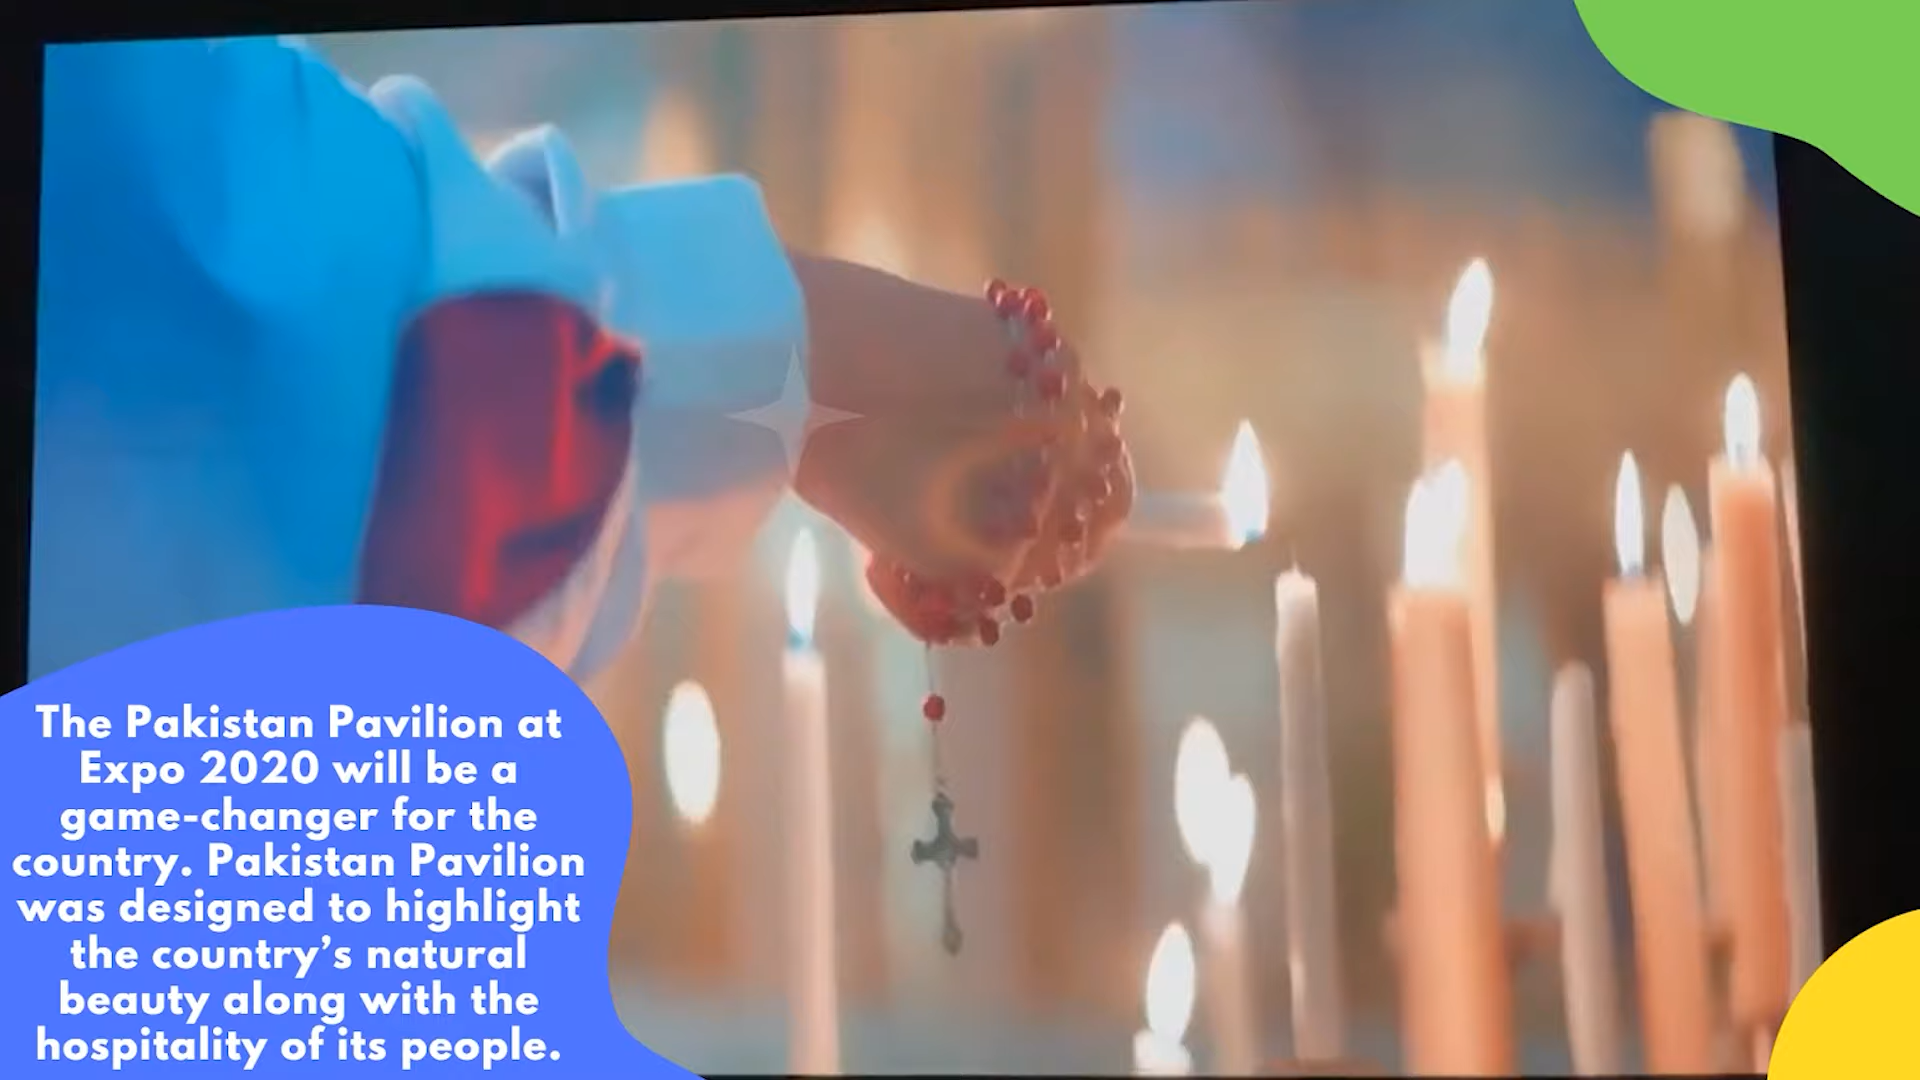 The Pakistan Pavilion at
Expo 2020 will be a
game-changer for the
country. Pakistan Pavilion
was designed to highlight
the country’s natural
beauty along with the
hospitality of its people.